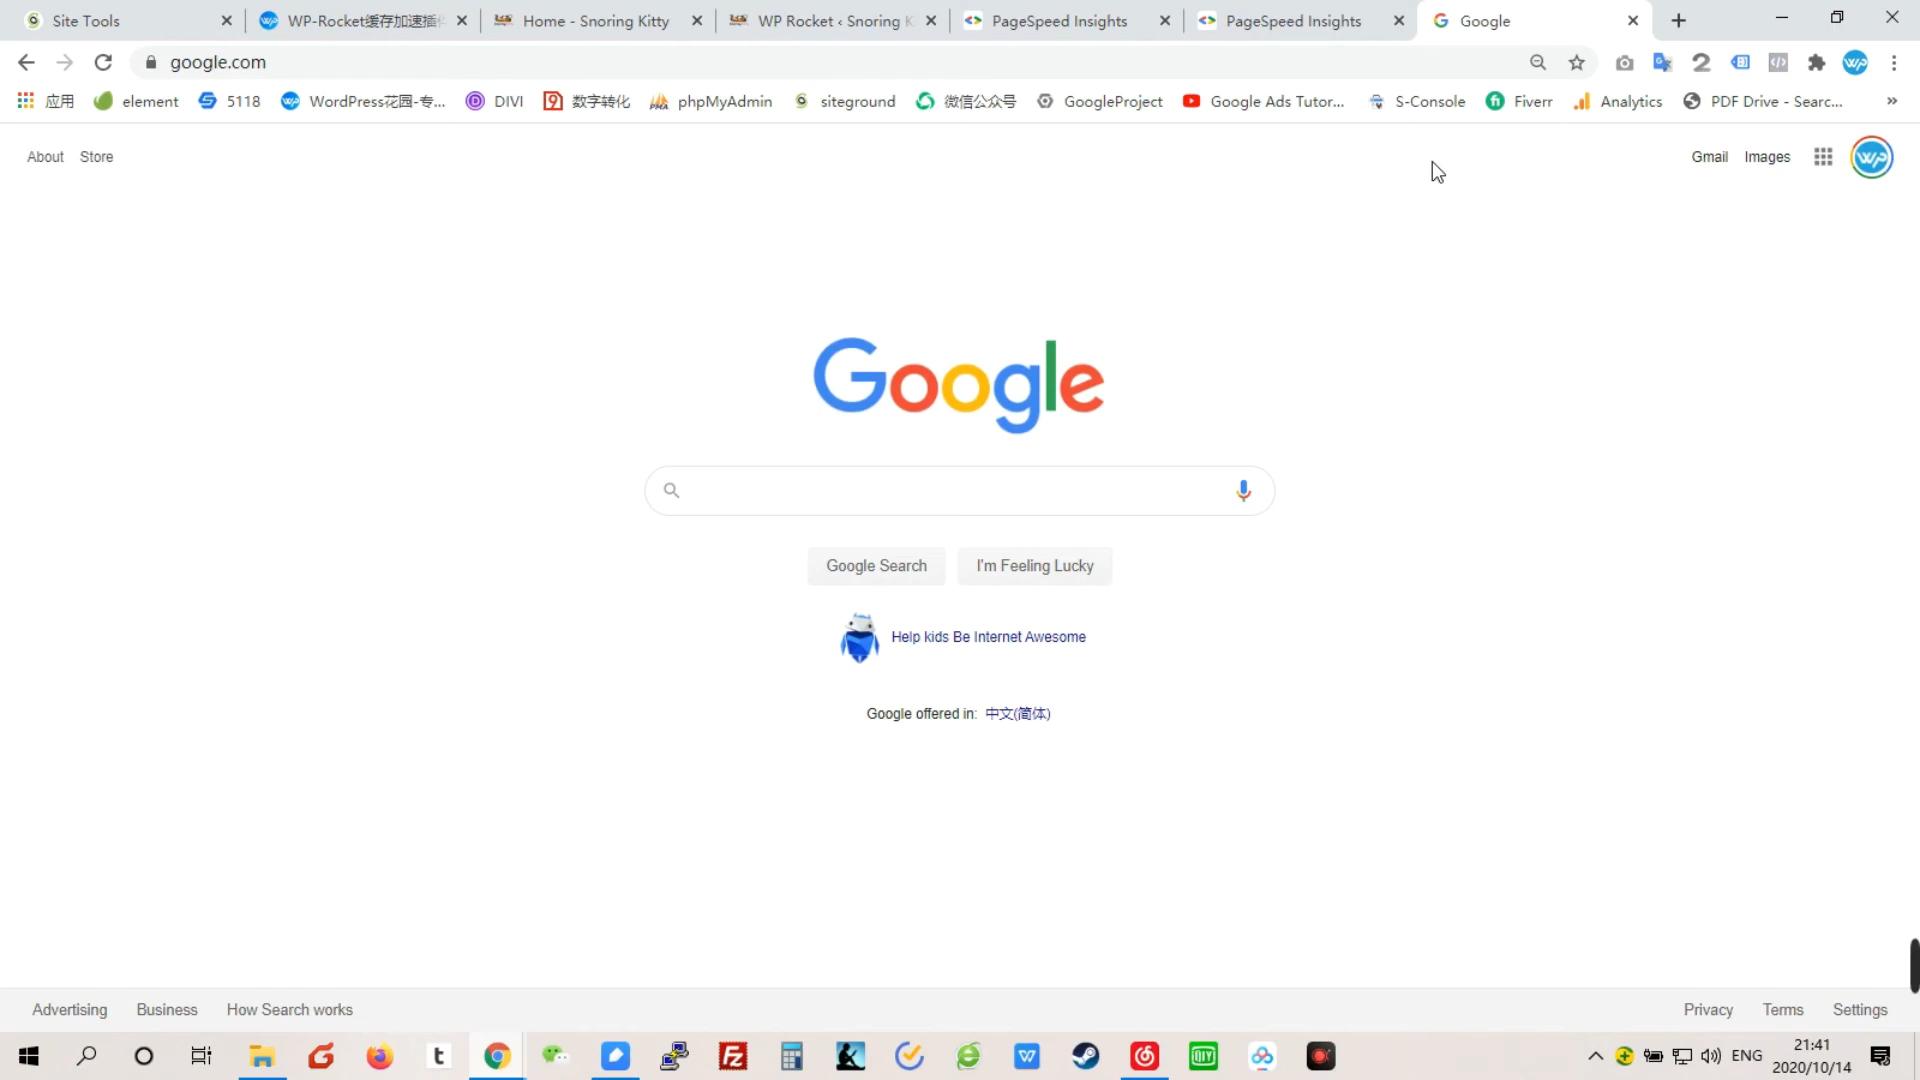 Site Tools
WP-Rocket缓存加速插件
Home - Snoring Kitty
WP Rocket ‹ Snoring K
PageSpeed Insights
PageSpeed Insights
Google
google.com
应用
element
5118
WordPress花园-专...
DIVI
数字转化
phpMyAdmin
siteground
微信公众号
GoogleProject
Google Ads Tutor...
S-Console
Fiverr
Analytics
PDF Drive - Searc...
»
About
Store
Gmail
Images
Google
Google Search
I'm Feeling Lucky
Help kids Be Internet Awesome
Google offered in: 中文(简体)
Advertising
Business
How Search works
Privacy
Terms
Settings
ENG
21:41
2020/10/14